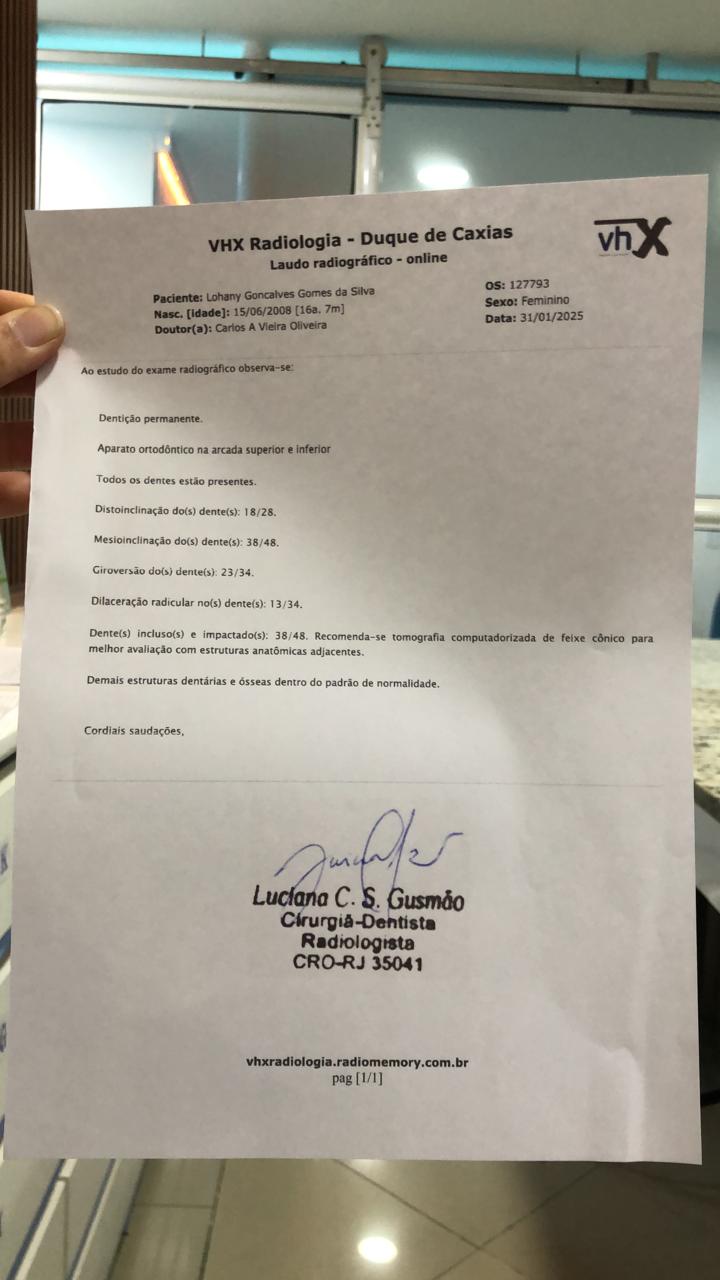 VHX Radiologia - Duque de Caxias
Laudo radiográfico - online
vhX
Paciente: Lohany Goncalves Gomes da Silva
Nasc. [idade]: 15/06/2008 [16a. 7m]
Doutor(a): Carlos A Vieira Oliveira
OS: 127793
Sexo: Feminino
Data: 31/01/2025
Ao estudo do exame radiográfico observa-se:
Dentição permanente.
Aparato ortodôntico na arcada superior e inferior
Todos os dentes estão presentes.
Distoinclinação do(s) dente(s): 18/28.
Mesioinclinação do(s) dente(s): 38/48.
Giroversão do(s) dente(s): 23/34.
Dilaceração radicular no(s) dente(s): 13/34.
Dente(s) incluso(s) e impactado(s): 38/48. Recomenda-se tomografia computadorizada de feixe cônico para
melhor avaliação com estruturas anatômicas adjacentes.
Demais estruturas dentárias e ósseas dentro do padrão de normalidade.
Cordiais saudações,
Luciana C. S. Gusmão
Cirurgiã-Dentista
Radiologista
CRO-RJ 35041
vhxradiologia.radiomemory.com.br
pag [1/1]